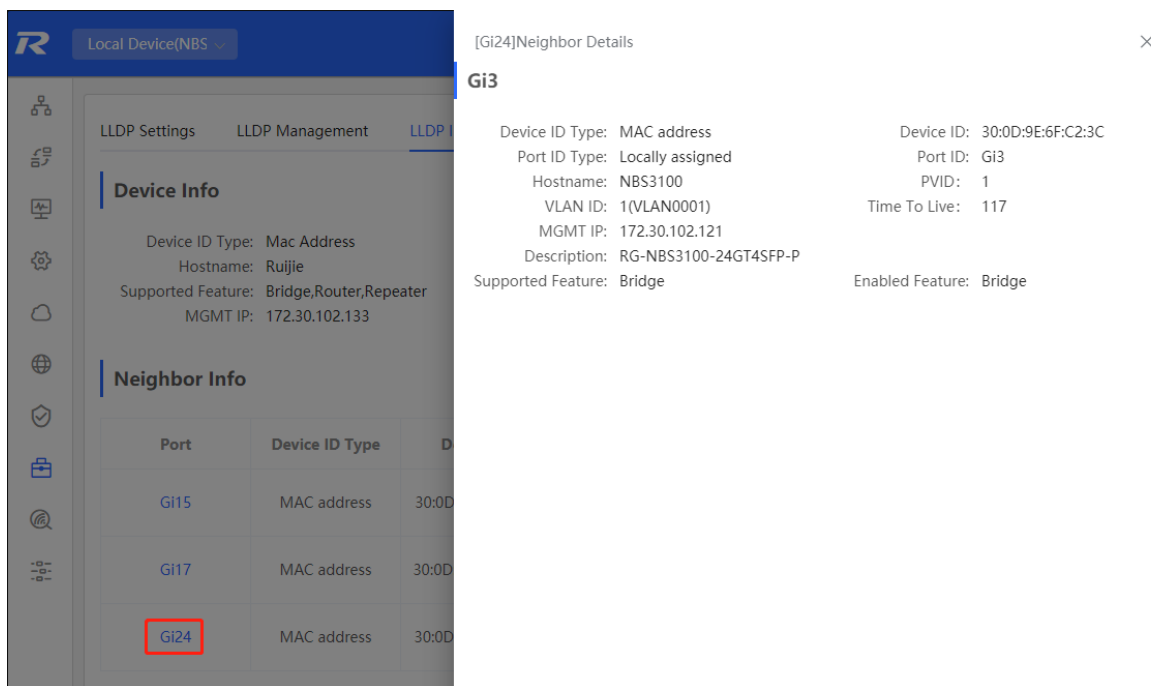 Local Device(NBS
LLDP Settings LLDP Management LLDP I
Device Info
Device ID Type: Mac Address
Hostname: Ruijie
Supported Feature: Bridge,Router,Repeater
MGMT IP: 172.30.102.133
Neighbor Info
Port Device ID Type D
Gi15 MAC address 30:0D
Gi17 MAC address 30:0D
Gi24 MAC address 30:0D
[Gi24]Neighbor Details
Gi3
Device ID Type: MAC address Device ID: 30:0D:9E:6F:C2:3C
Port ID Type: Locally assigned Port ID: Gi3
Hostname: NBS3100 PVID: 1
VLAN ID: 1(VLAN0001) Time To Live: 117
MGMT IP: 172.30.102.121
Description: RG-NBS3100-24GT4SFP-P
Supported Feature: Bridge Enabled Feature: Bridge